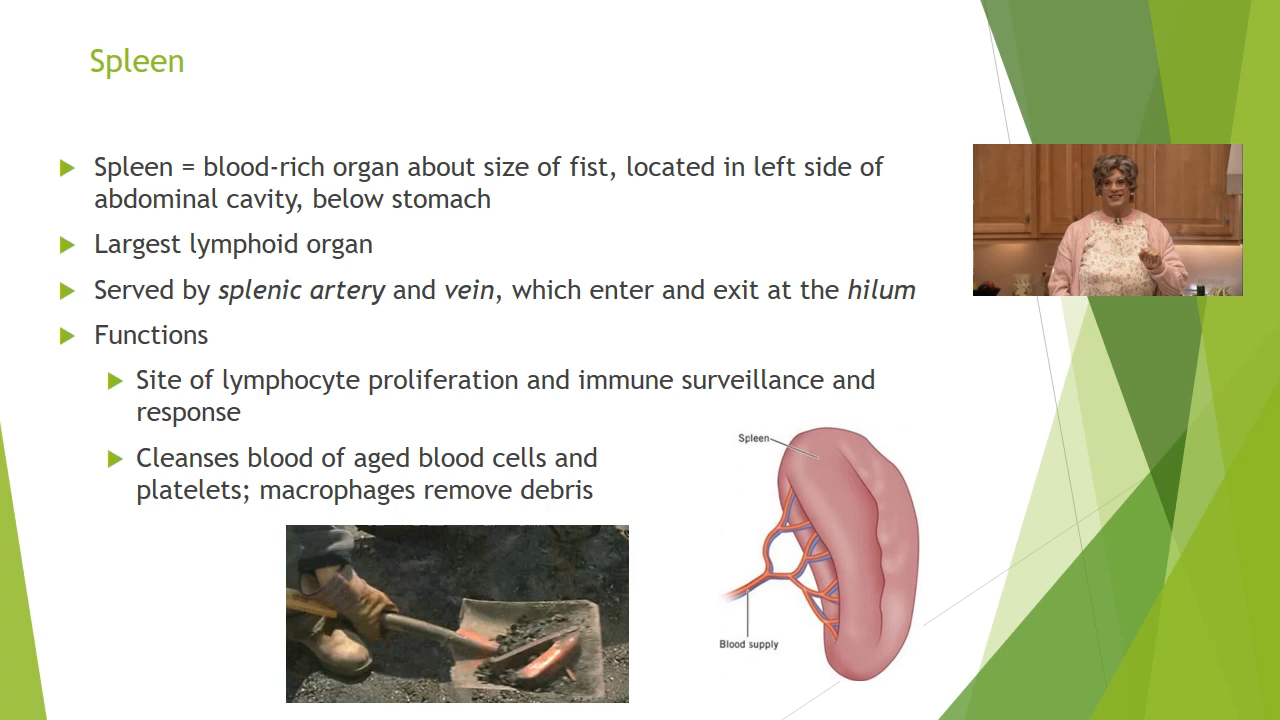 Spleen
Spleen = blood-rich organ about size of fist, located in left side of
abdominal cavity, below stomach
Largest lymphoid organ
Served by splenic artery and vein, which enter and exit at the hilum
Functions
Site of lymphocyte proliferation and immune surveillance and
response
Cleanses blood of aged blood cells and
platelets; macrophages remove debris
Spleen
Blood supply